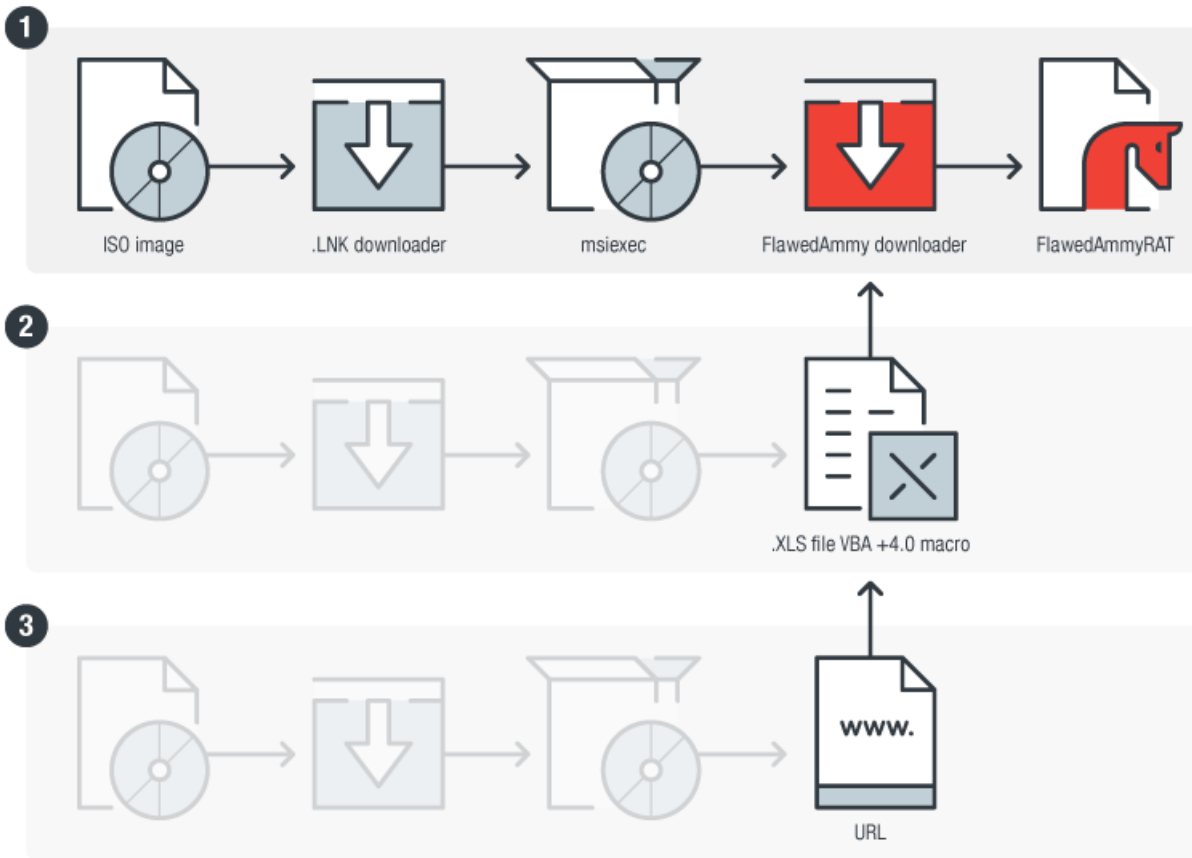 1
ISO image
.LNK downloader
msiexec
FlawedAmmy downloader
FlawedAmmyRAT
2
.XLS file VBA +4.0 macro
3
www.
URL